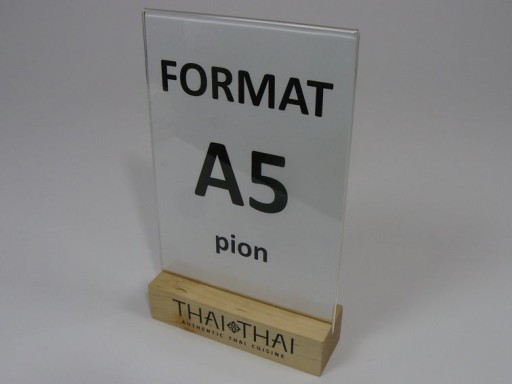 FORMAT
A5
pion
THAI THAI
AUTHENTIC THAI CUISINE